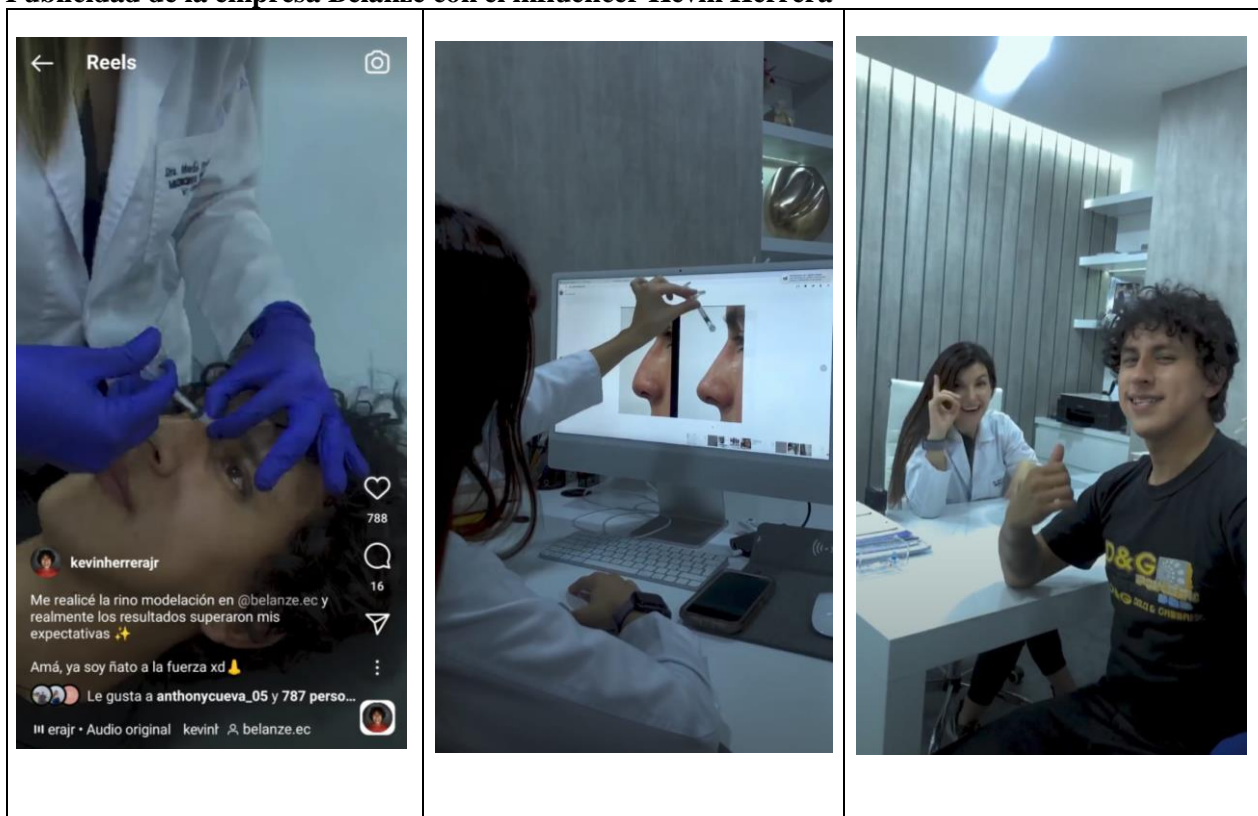 Publicidad de la empresa Belanze con el influencer Kevin Herrera
Reels
788
16
kevinherrerajr
Me realicé la rino modelación en @belanze.ec y
realmente los resultados superaron mis
expectativas ✨
Amá, ya soy ñato a la fuerza xd👃
Le gusta a anthonycueva_05 y 787 perso...
erajr • Audio original kevinh belanze.ec
D&G